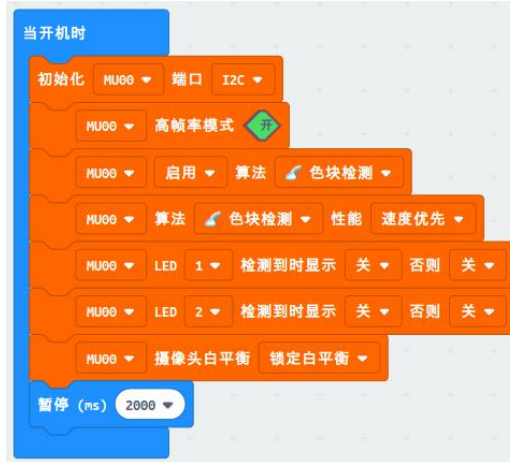 当开机时
初始化 MU00 端口 I2C
MU00 高帧率模式 开
MU00 启用 算法 色块检测
MU00 算法 色块检测 性能 速度优先
MU00 LED 1 检测到时显示 关 否则 关
MU00 LED 2 检测到时显示 关 否则 关
MU00 摄像头白平衡 锁定白平衡
暂停 (ms) 2000